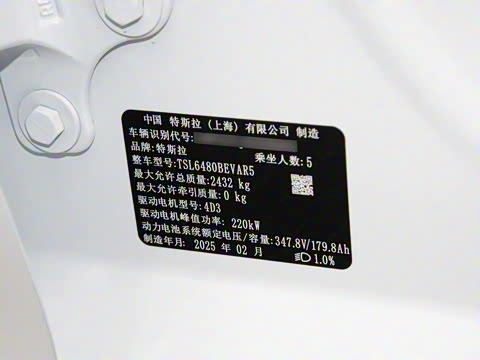 中国 特斯拉（上海）有限公司 制造
车辆识别代号:
品牌:特斯拉 乘坐人数:5
整车型号:TSL6480BEVAR5
最大允许总质量:2432 kg
最大允许牵引质量:0 kg
驱动电机型号:4D3
驱动电机峰值功率: 220kW
动力电池系统额定电压/容量:347.8V/179.8Ah
制造年月: 2025 年 02 月 1.0%